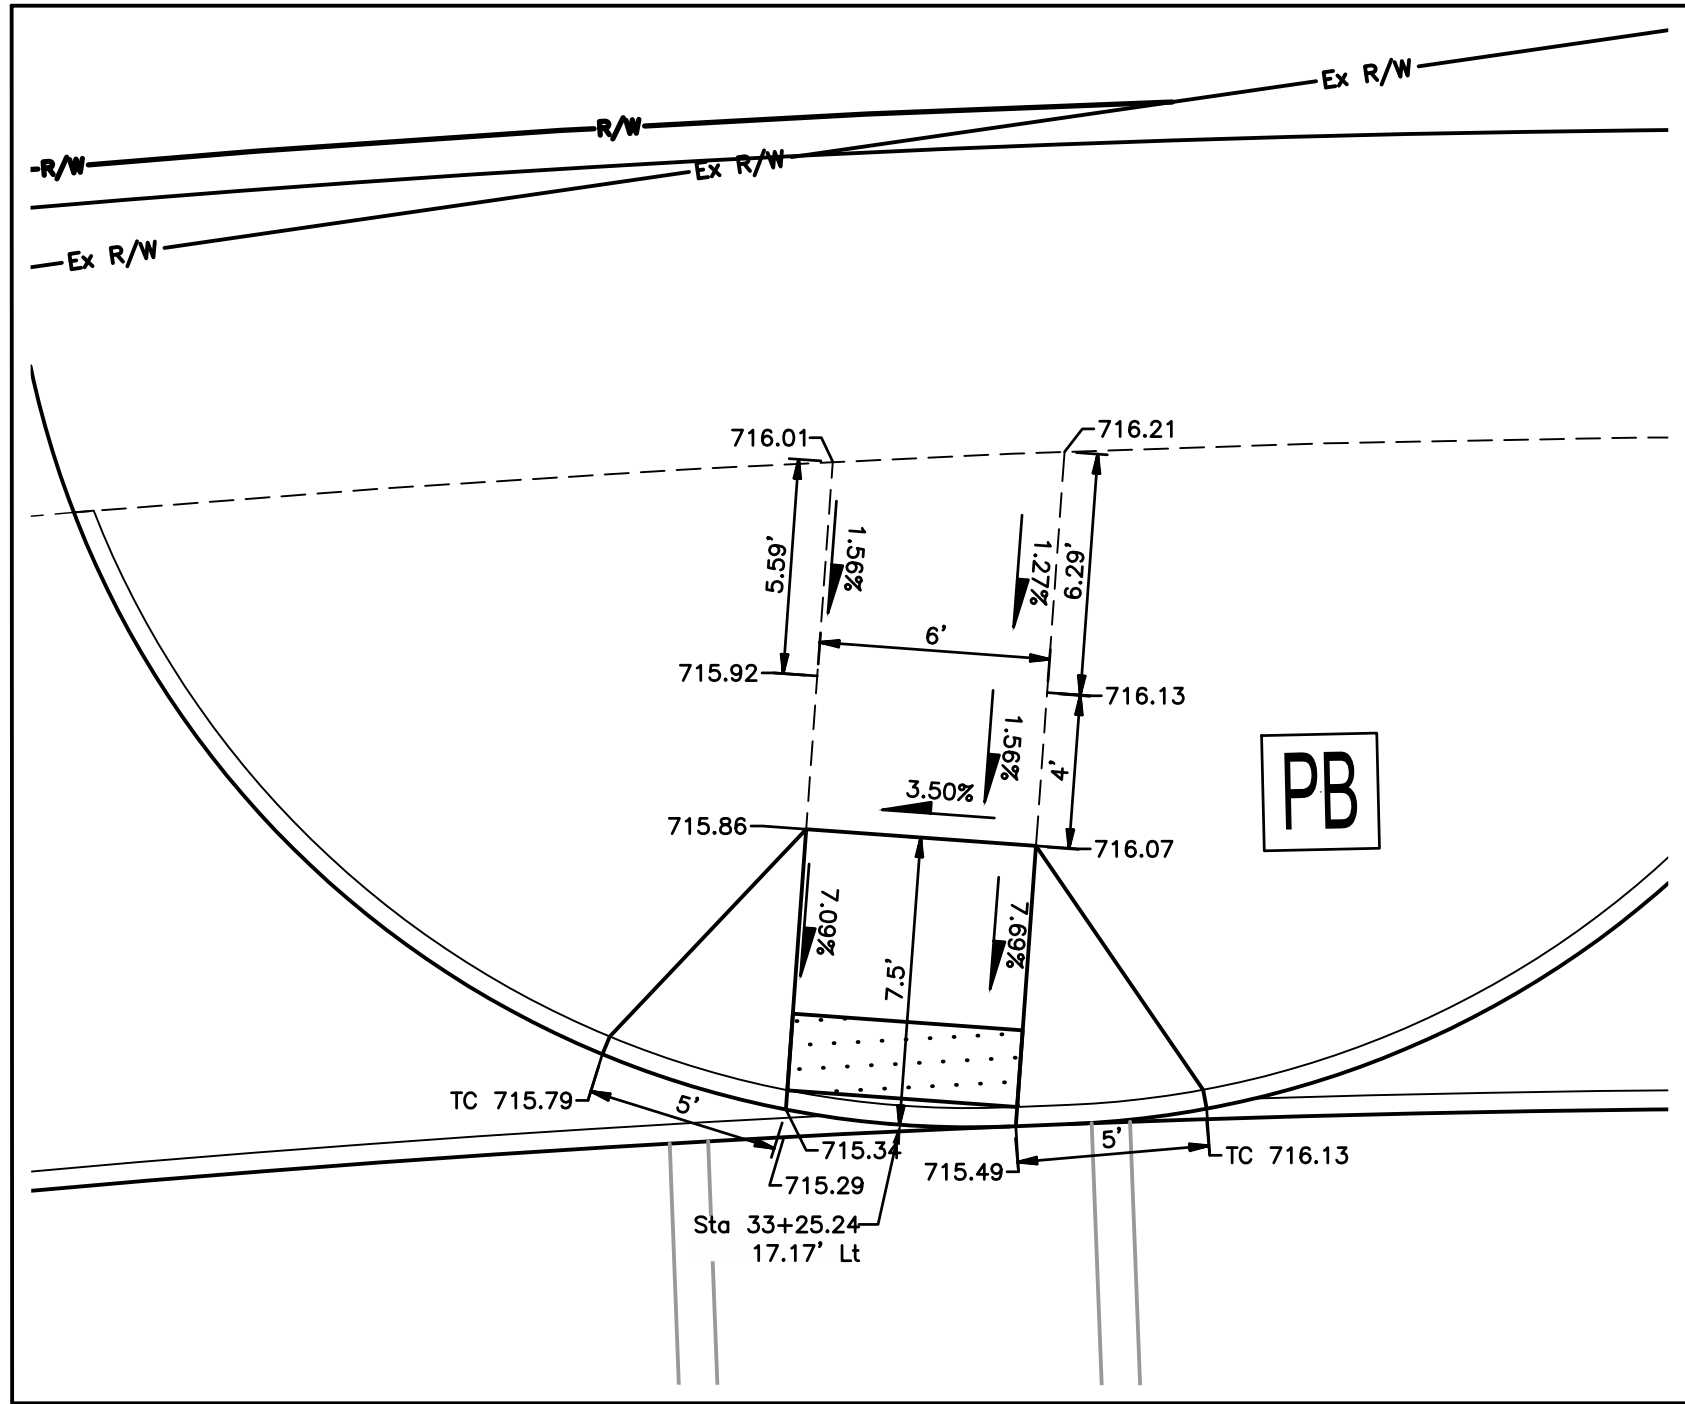 Ex R/W
R/W
R/W
Ex R/W
Ex R/W
716.01
716.21
5.59'
1.56%
1.27%
6.29'
6'
715.92
716.13
1.56%
4'
3.50%
PB
715.86
716.07
7.09%
7.69%
7.5'
TC 715.79
5'
5'
715.34
TC 716.13
715.49
715.29
Sta 33+25.24
17.17' Lt